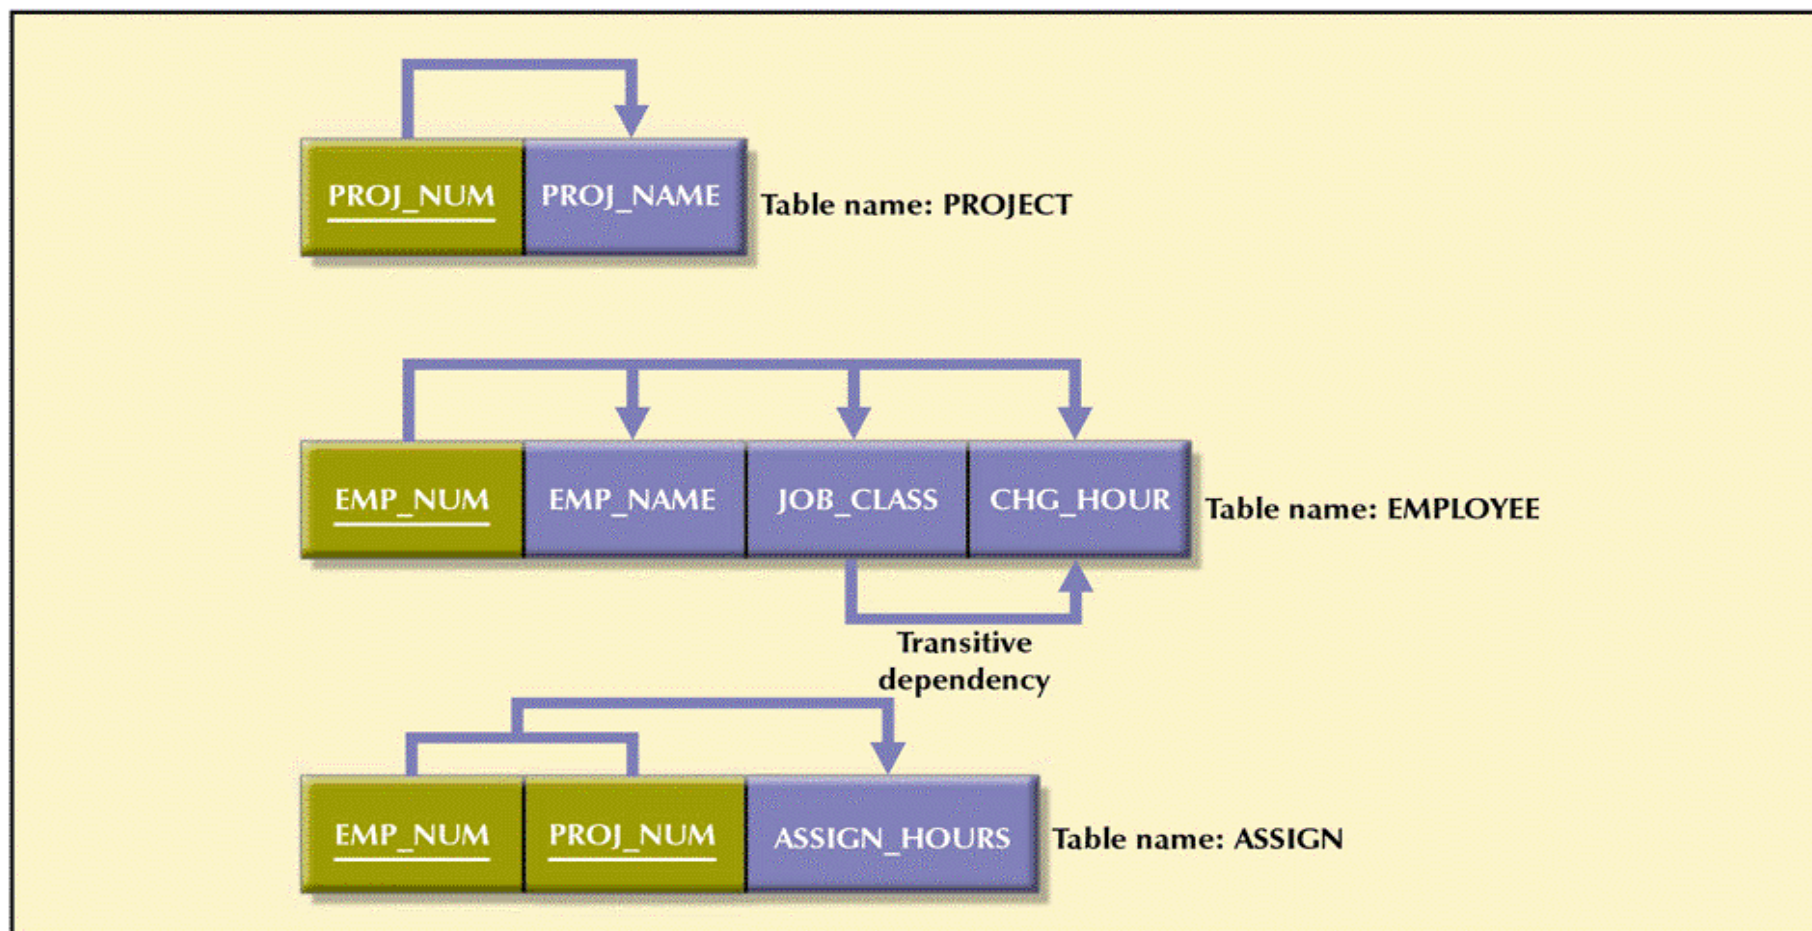 PROJ_NUM PROJ_NAME Table name: PROJECT
EMP_NUM EMP_NAME JOB_CLASS CHG_HOUR Table name: EMPLOYEE
Transitive
dependency
EMP_NUM PROJ_NUM ASSIGN_HOURS Table name: ASSIGN